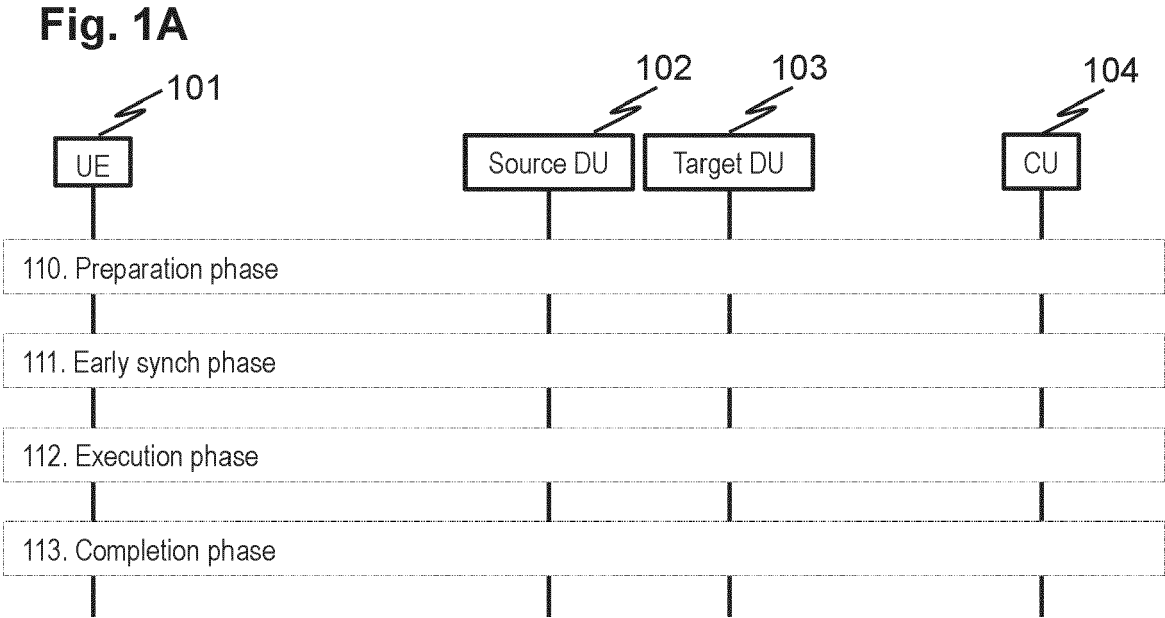 Fig. 1A
101
102
103
104
UE
Source DU
Target DU
CU
110. Preparation phase
111. Early synch phase
112. Execution phase
113. Completion phase